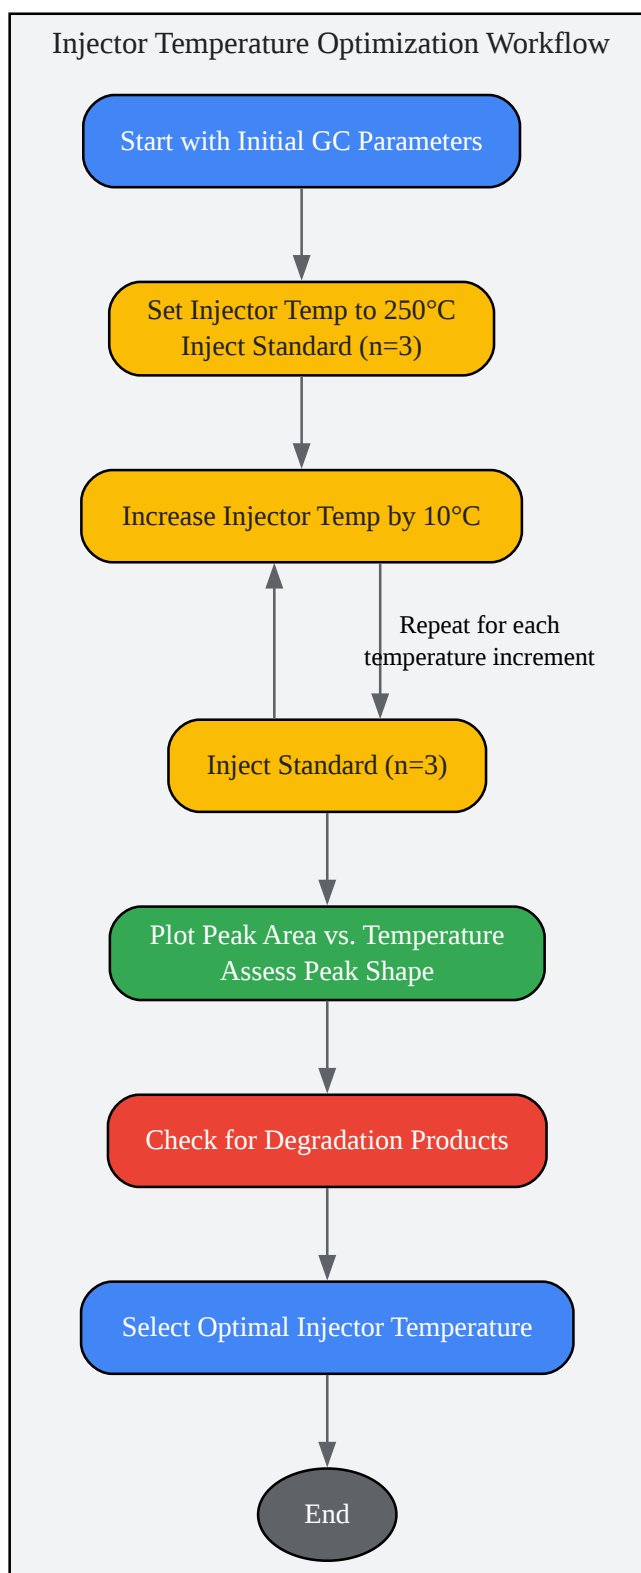 Injector Temperature Optimization Workflow
Start with Initial GC Parameters
Set Injector Temp to 250°C
Inject Standard (n=3)
Increase Injector Temp by 10°C
Repeat for each
temperature increment
Inject Standard (n=3)
Plot Peak Area vs. Temperature
Assess Peak Shape
Check for Degradation Products
Select Optimal Injector Temperature
End